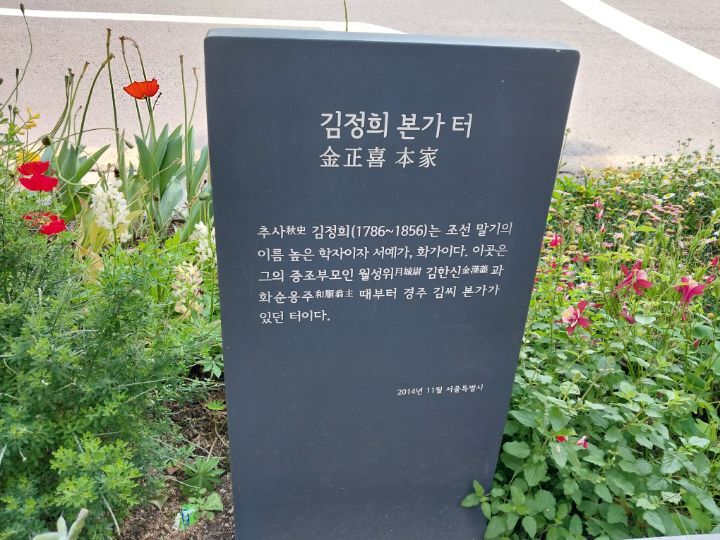 김정희 본가 터
金正喜 本家
추사秋史 김정희(1786~1856)는 조선 말기의
이름 높은 학자이자 서예가, 화가이다. 이곳은
그의 증조부모인 월성위月城尉 김한신金漢藎 과
화순옹주和順翁主 때부터 경주 김씨 본가가
있던 터이다.
2014년 11월 서울특별시